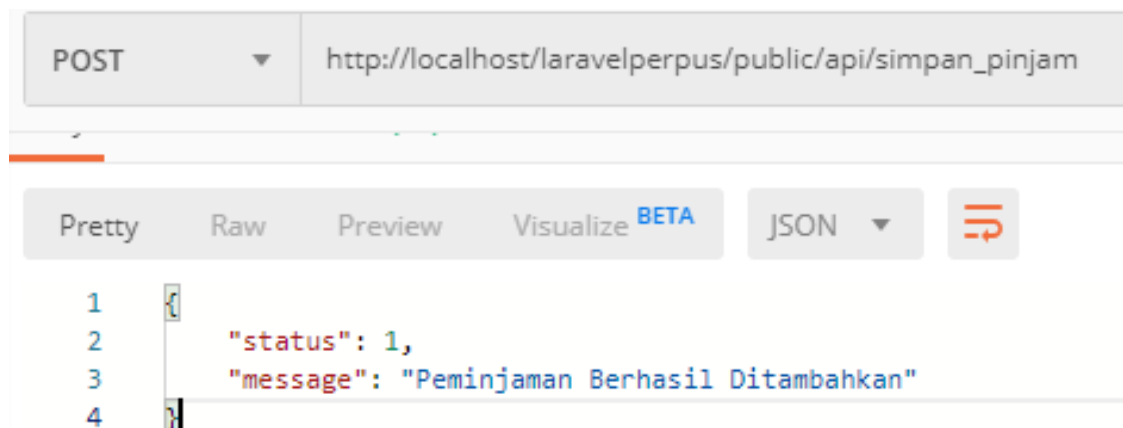 POST http://localhost/laravelperpus/public/api/simpan_pinjam
Pretty Raw Preview Visualize BETA JSON
1 {
2 "status": 1,
3 "message": "Peminjaman Berhasil Ditambahkan"
4 }